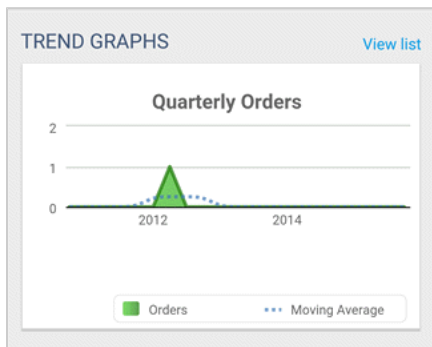 TREND GRAPHS View list
Quarterly Orders
2
1
0
2012 2014
Orders Moving Average